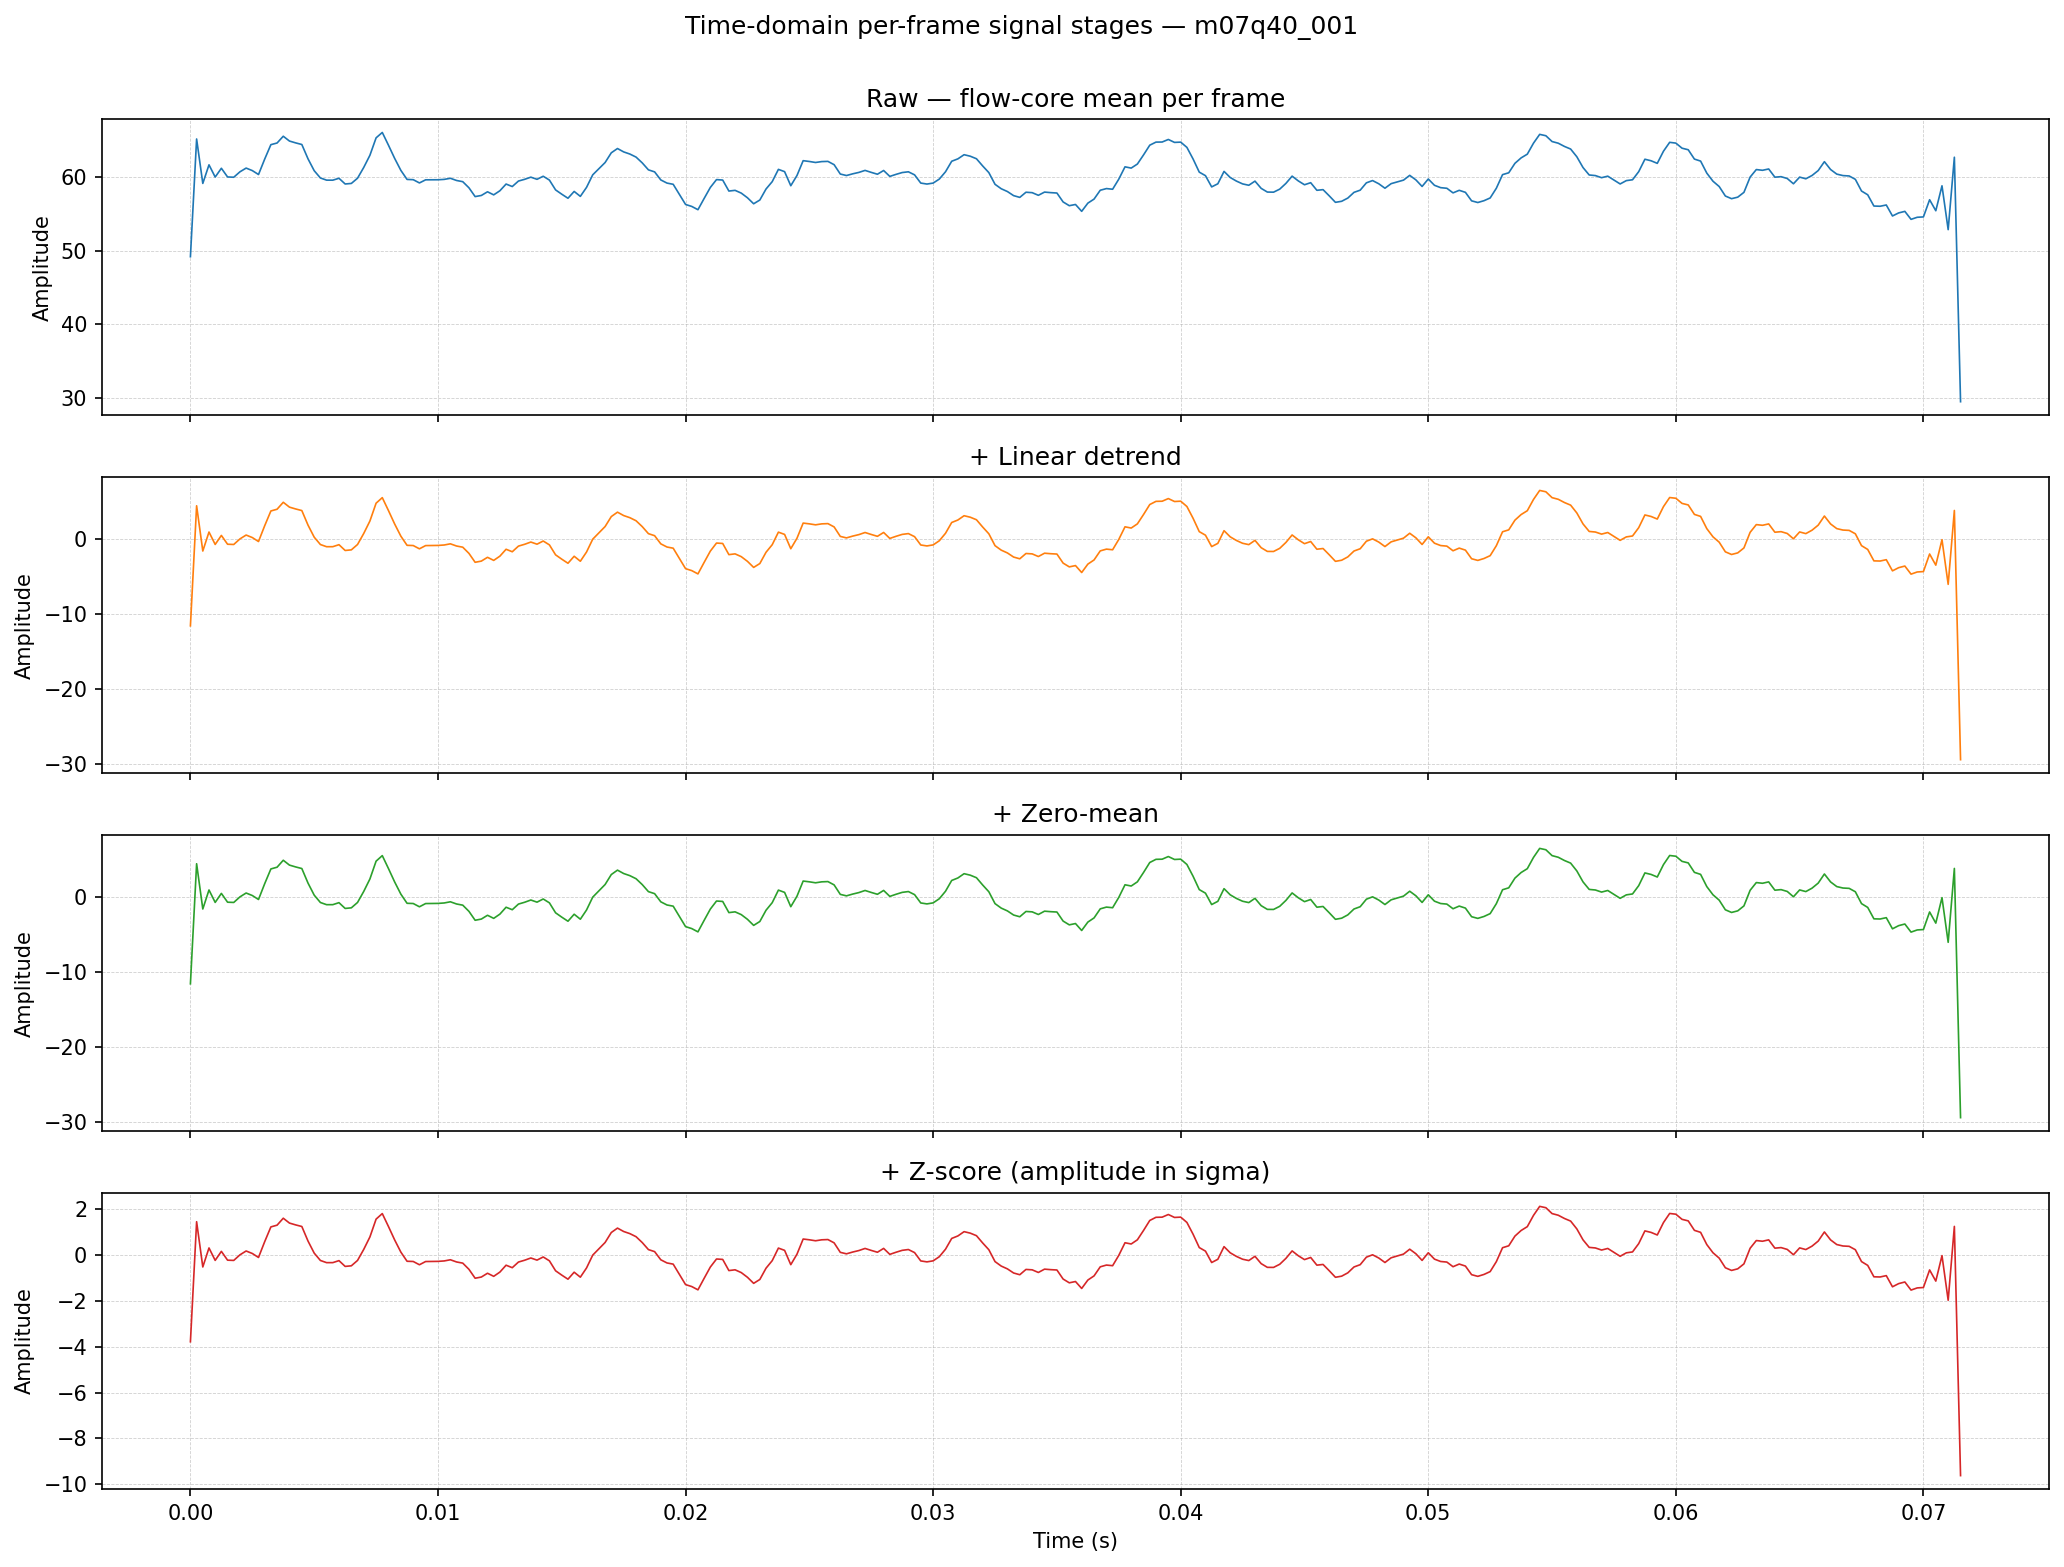 Time-domain per-frame signal stages — m07q40_001
Raw — flow-core mean per frame
Amplitude
60
50
40
30
+ Linear detrend
Amplitude
0
−10
−20
−30
+ Zero-mean
Amplitude
0
−10
−20
−30
+ Z-score (amplitude in sigma)
Amplitude
2
0
−2
−4
−6
−8
−10
0.00 0.01 0.02 0.03 0.04 0.05 0.06 0.07
Time (s)